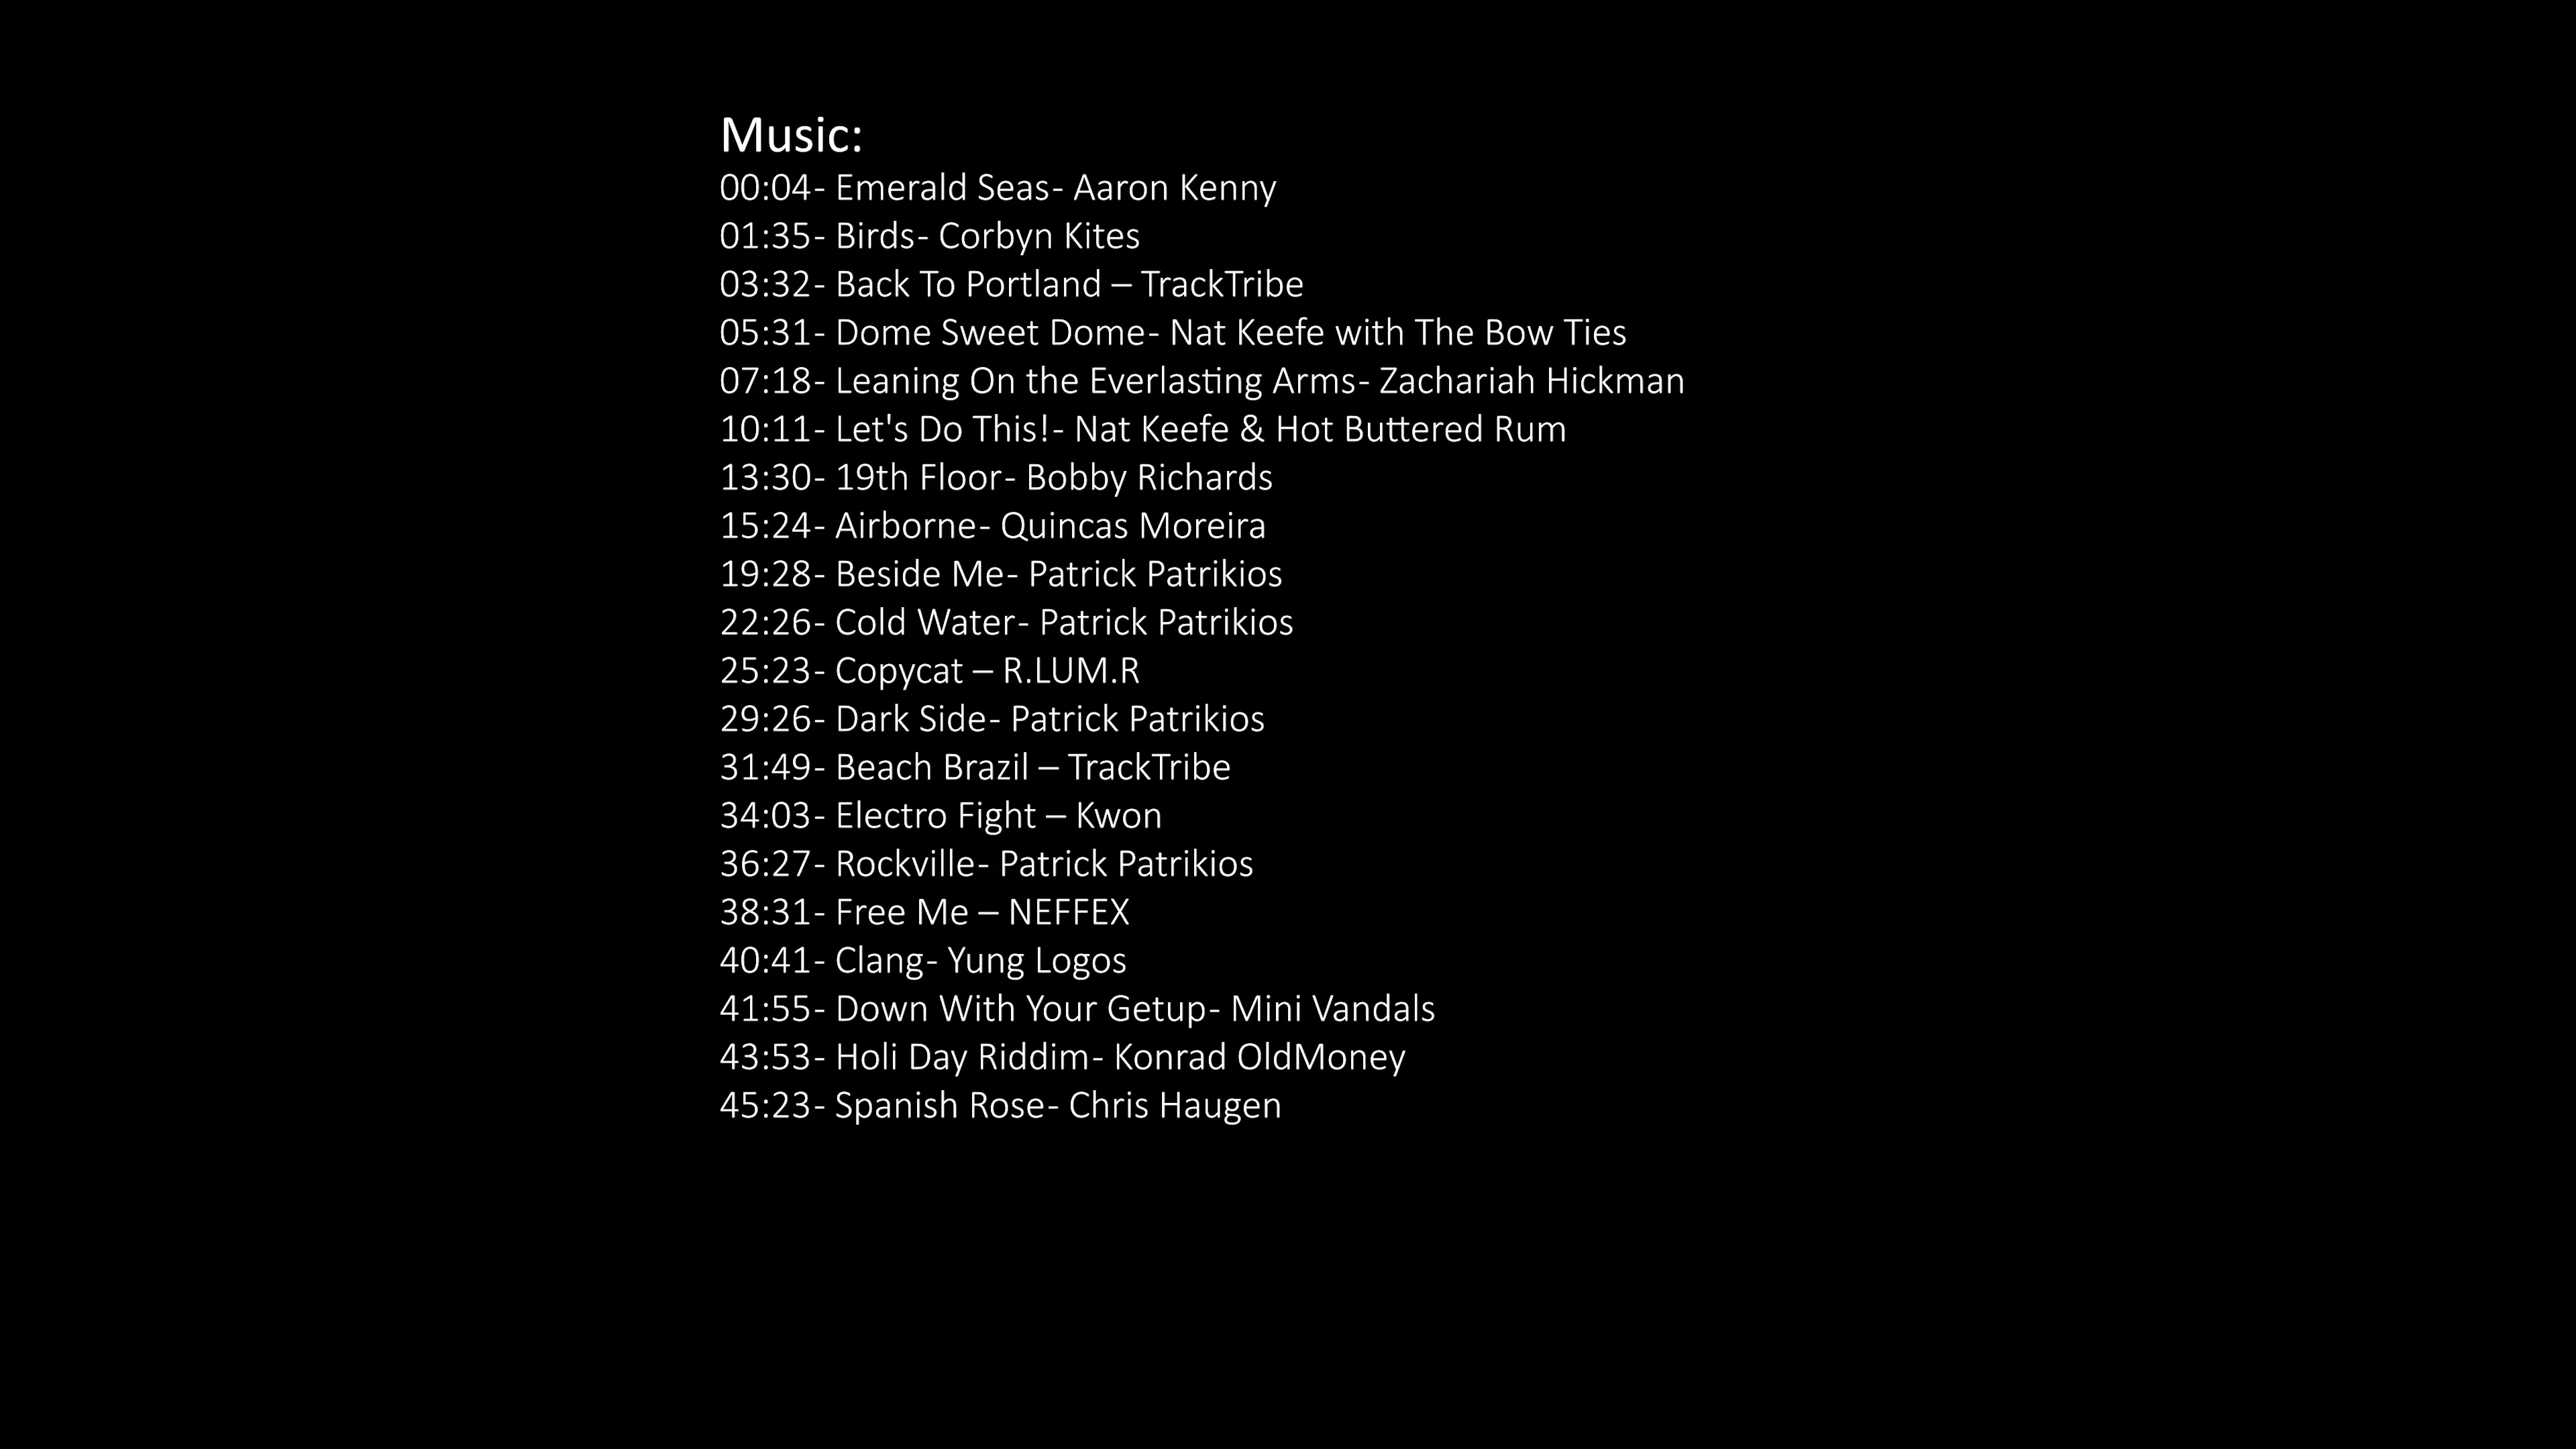 Music:
00:04- Emerald Seas- Aaron Kenny
01:35- Birds- Corbyn Kites
03:32- Back To Portland – TrackTribe
05:31- Dome Sweet Dome- Nat Keefe with The Bow Ties
07:18- Leaning On the Everlasting Arms- Zachariah Hickman
10:11- Let's Do This!- Nat Keefe & Hot Buttered Rum
13:30- 19th Floor- Bobby Richards
15:24- Airborne- Quincas Moreira
19:28- Beside Me- Patrick Patrikios
22:26- Cold Water- Patrick Patrikios
25:23- Copycat – R.LUM.R
29:26- Dark Side- Patrick Patrikios
31:49- Beach Brazil – TrackTribe
34:03- Electro Fight – Kwon
36:27- Rockville- Patrick Patrikios
38:31- Free Me – NEFFEX
40:41- Clang- Yung Logos
41:55- Down With Your Getup- Mini Vandals
43:53- Holi Day Riddim- Konrad OldMoney
45:23- Spanish Rose- Chris Haugen